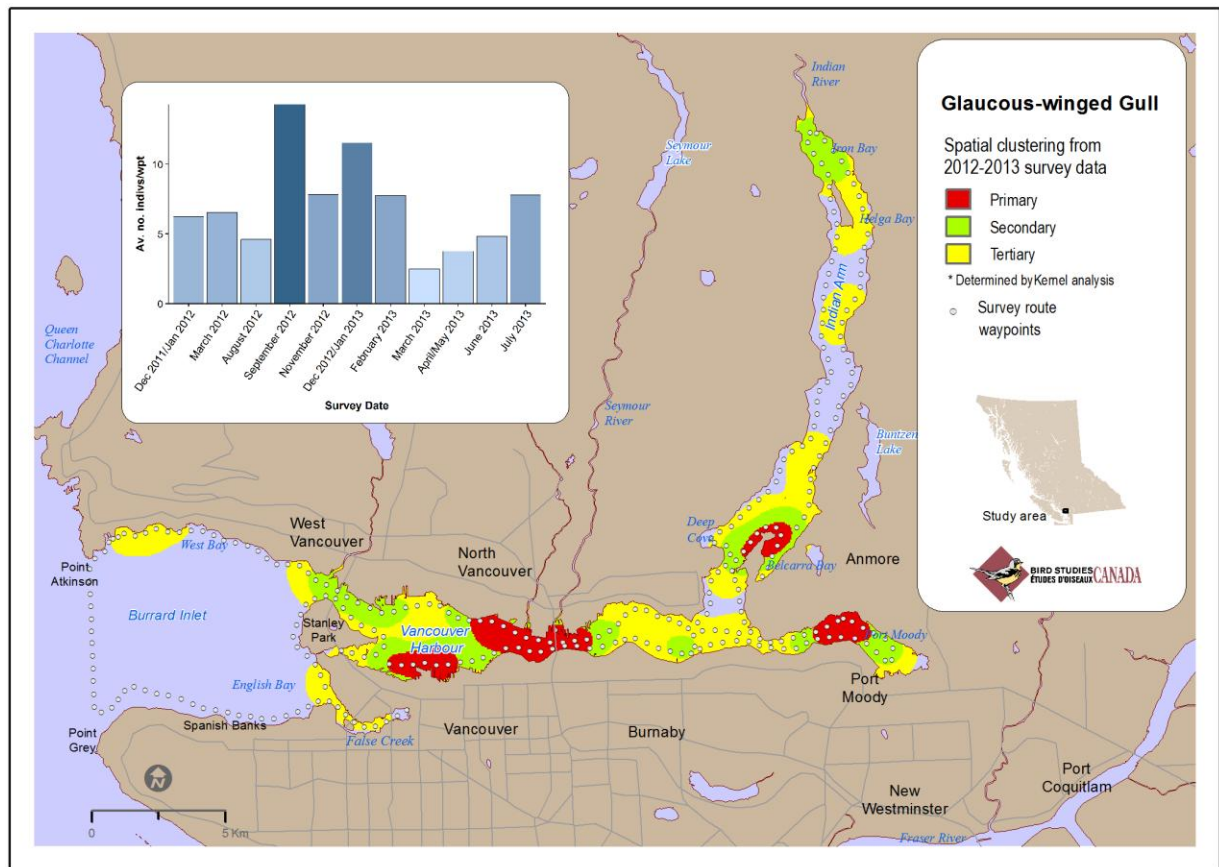 Av. no. indivs/wpt
10
5
0
Dec 2011/Jan 2012
March 2012
August 2012
September 2012
November 2012
Dec 2012/Jan 2013
February 2013
March 2013
April/May 2013
June 2013
July 2013
Survey Date
Glaucous-winged Gull
Spatial clustering from
2012-2013 survey data
Primary
Secondary
Tertiary
* Determined by Kernel analysis
Survey route
waypoints
Study area
BIRD STUDIES
ÉTUDES D'OISEAUX CANADA
Indian
River
Seymour
Lake
Iron Bay
Helga Bay
Indian Arm
Queen
Charlotte
Channel
Seymour
River
Buntzen
Lake
Deep
Cove
Belcarra Bay
Anmore
West
Vancouver
North
Vancouver
West Bay
Point
Atkinson
Burrard Inlet
Stanley
Park
Vancouver
Harbour
Port Moody
Port
Moody
English Bay
Spanish Banks
Point
Grey
False Creek
Vancouver
Burnaby
New
Westminster
Port
Coquitlam
Fraser River
N
0
5 Km